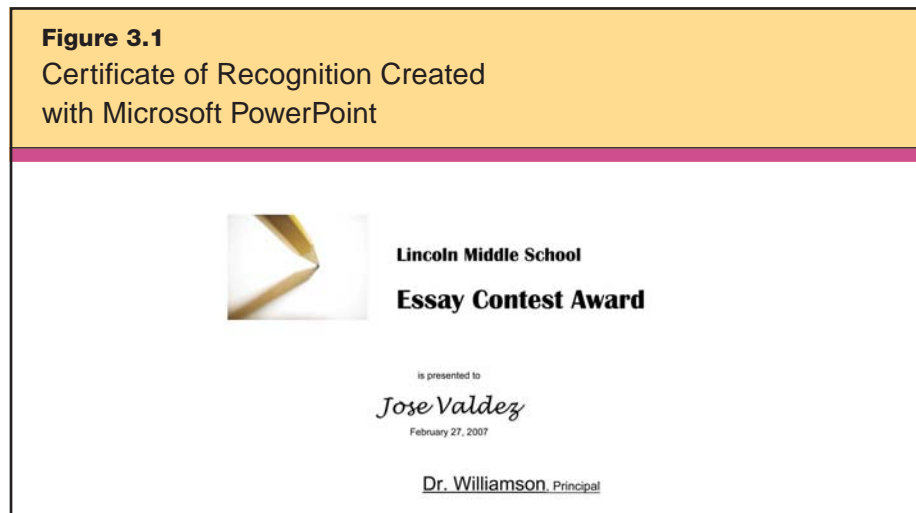 Figure 3.1
Certificate of Recognition Created
with Microsoft PowerPoint
Lincoln Middle School
Essay Contest Award
is presented to
Jose Valdez
February 27, 2007
Dr. Williamson, Principal